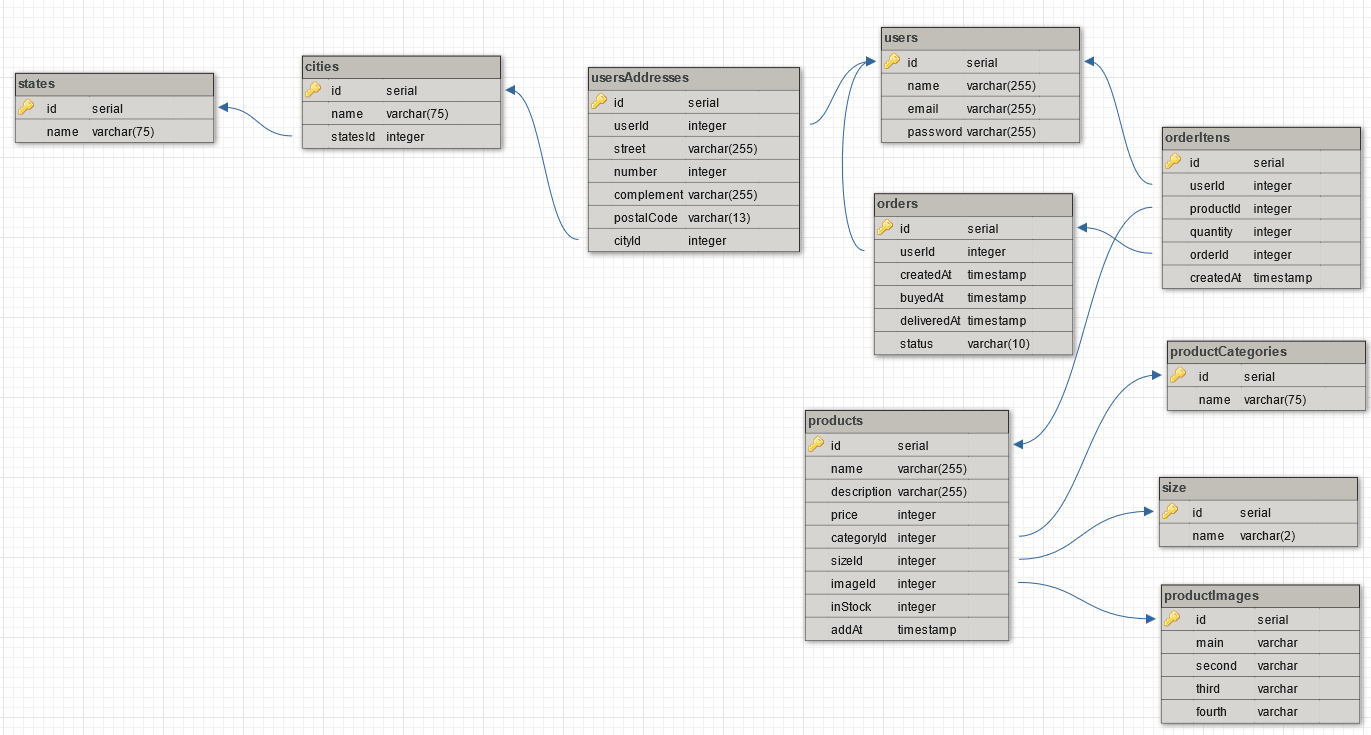 states
id serial
name varchar(75)
cities
id serial
name varchar(75)
statesId integer
usersAddresses
id serial
userId integer
street varchar(255)
number integer
complement varchar(255)
postalCode varchar(13)
cityId integer
users
id serial
name varchar(255)
email varchar(255)
password varchar(255)
orders
id serial
userId integer
createdAt timestamp
buyedAt timestamp
deliveredAt timestamp
status varchar(10)
orderItens
id serial
userId integer
productId integer
quantity integer
orderId integer
createdAt timestamp
productCategories
id serial
name varchar(75)
products
id serial
name varchar(255)
description varchar(255)
price integer
categoryId integer
sizeId integer
imageId integer
inStock integer
addAt timestamp
size
id serial
name varchar(2)
productImages
id serial
main varchar
second varchar
third varchar
fourth varchar